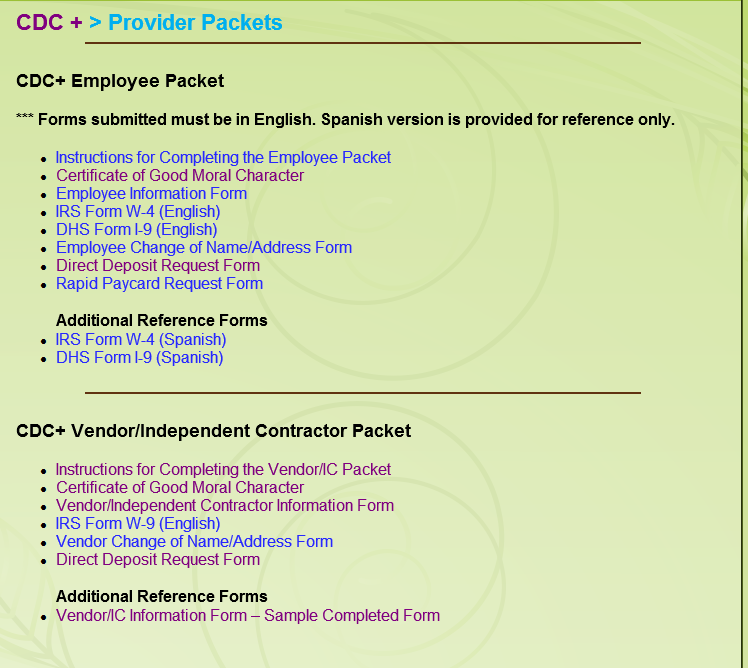 CDC + > Provider Packets
CDC+ Employee Packet
*** Forms submitted must be in English. Spanish version is provided for reference only.
Instructions for Completing the Employee Packet
Certificate of Good Moral Character
Employee Information Form
IRS Form W-4 (English)
DHS Form I-9 (English)
Employee Change of Name/Address Form
Direct Deposit Request Form
Rapid Paycard Request Form
Additional Reference Forms
IRS Form W-4 (Spanish)
DHS Form I-9 (Spanish)
CDC+ Vendor/Independent Contractor Packet
Instructions for Completing the Vendor/IC Packet
Certificate of Good Moral Character
Vendor/Independent Contractor Information Form
IRS Form W-9 (English)
Vendor Change of Name/Address Form
Direct Deposit Request Form
Additional Reference Forms
Vendor/IC Information Form – Sample Completed Form